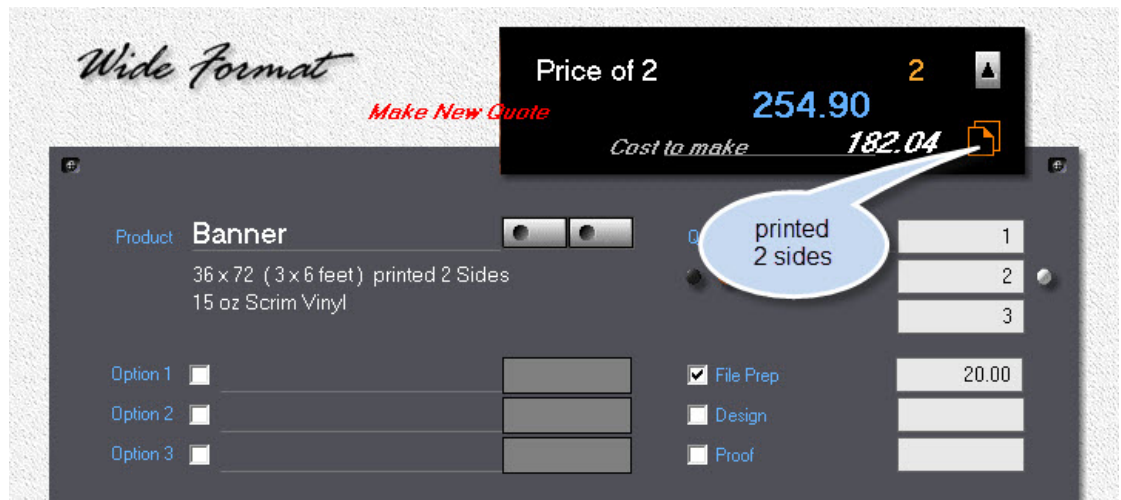 Wide Format
Price of 2 2
254.90
Make New Quote
Cost to make 182.04
printed
2 sides
Product Banner
1
36 x 72 ( 3 x 6 feet ) printed 2 Sides
2
15 oz Scrim Vinyl
3
Option 1
File Prep 20.00
Option 2
Design
Option 3
Proof